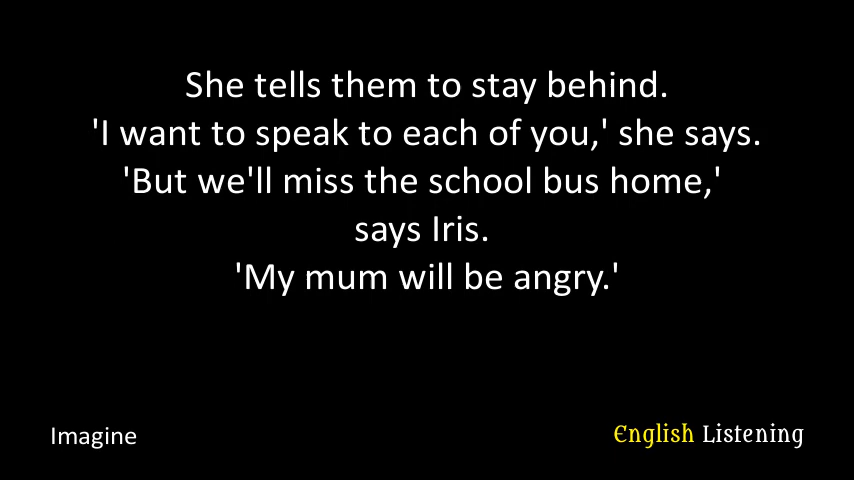 She tells them to stay behind.
'I want to speak to each of you,' she says.
'But we'll miss the school bus home,'
says Iris.
'My mum will be angry.'
Imagine
English Listening